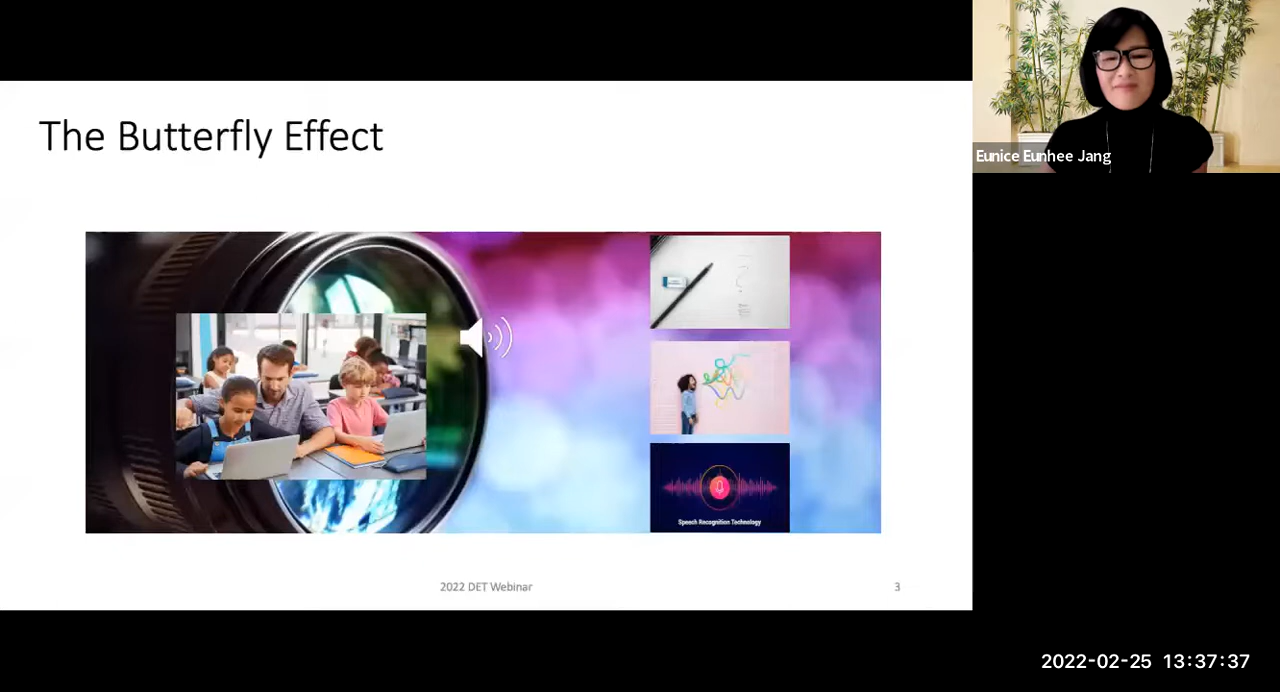 The Butterfly Effect
Eunice Eunhee Jang
Speech Recognition Technology
2022 DET Webinar
3
2022-02-25 13:37:37